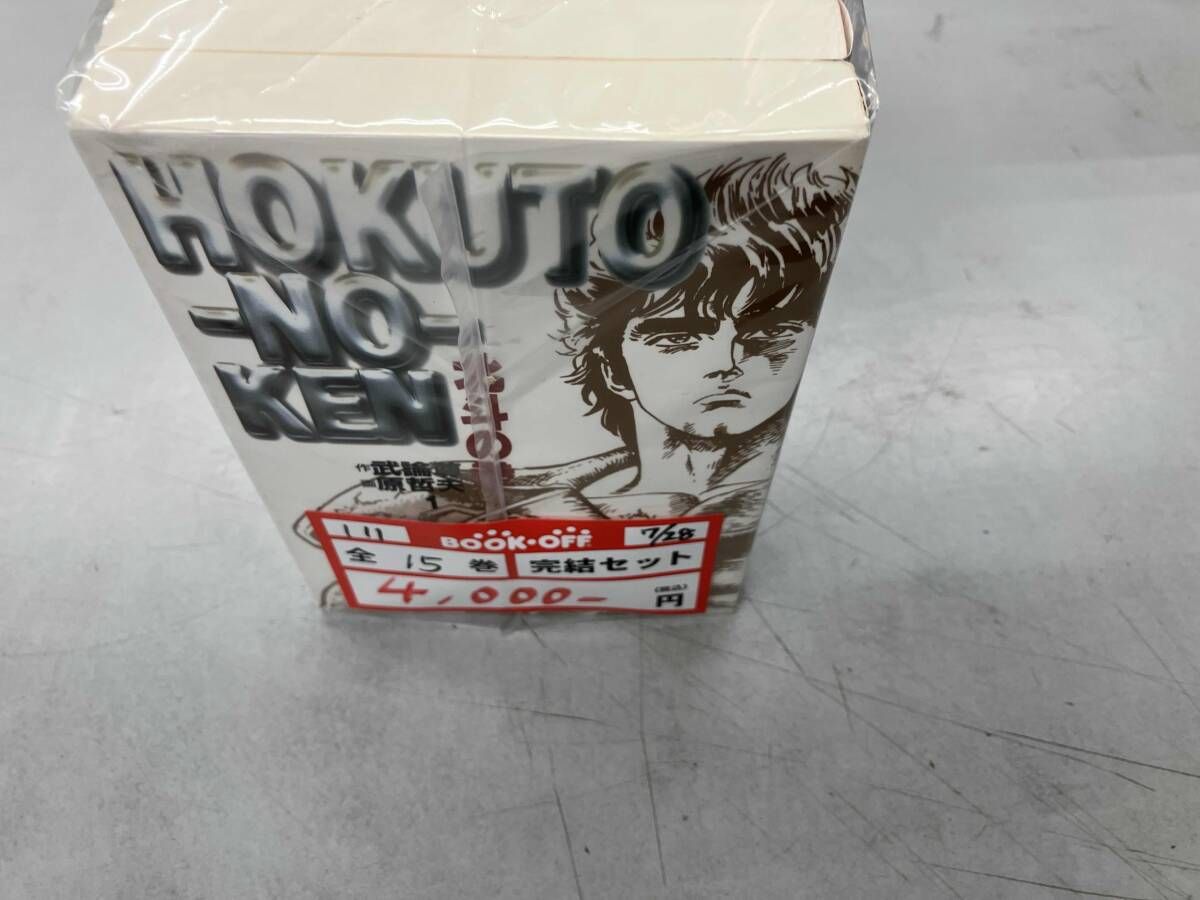 HOKUTO
-NO-
KEN
北斗の拳
作 武論尊
画 原哲夫
1
BOOK・OFF
7/28
全 15 巻 完結セット
4,000- (税込) 円